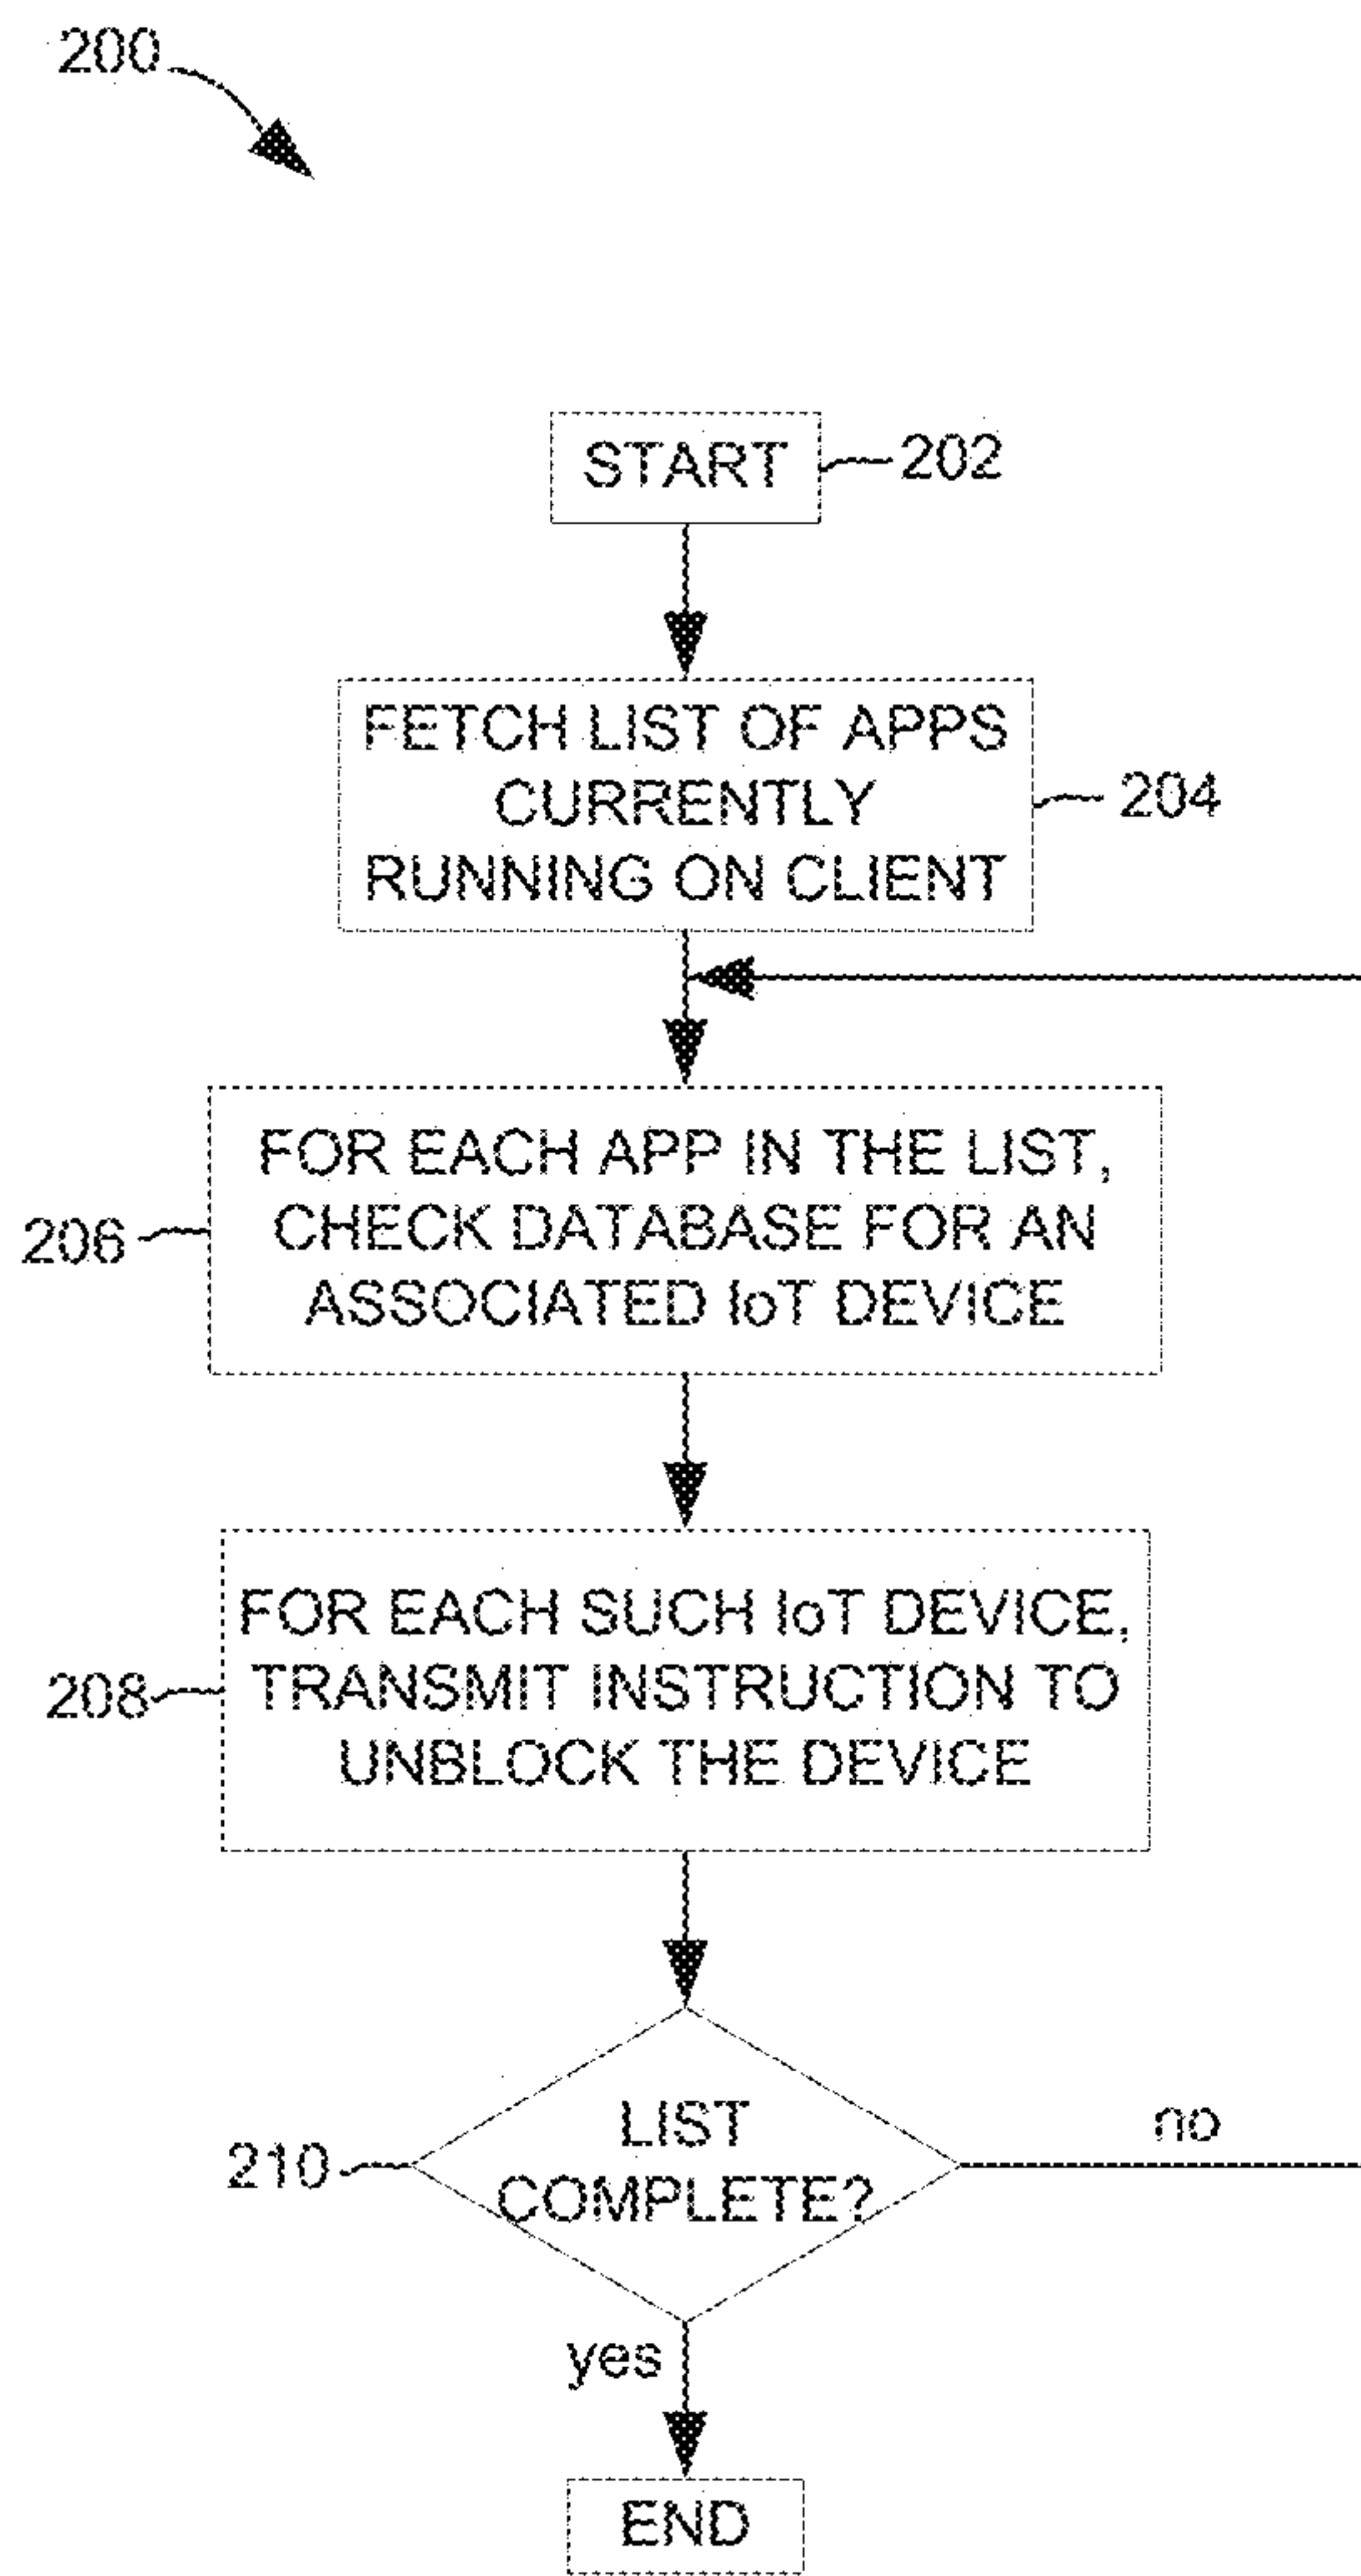 200
START
202
FETCH LIST OF APPS
CURRENTLY
RUNNING ON CLIENT
204
FOR EACH APP IN THE LIST,
CHECK DATABASE FOR AN
ASSOCIATED IoT DEVICE
206
FOR EACH SUCH IoT DEVICE,
TRANSMIT INSTRUCTION TO
UNBLOCK THE DEVICE
208
LIST
COMPLETE?
210
no
yes
END